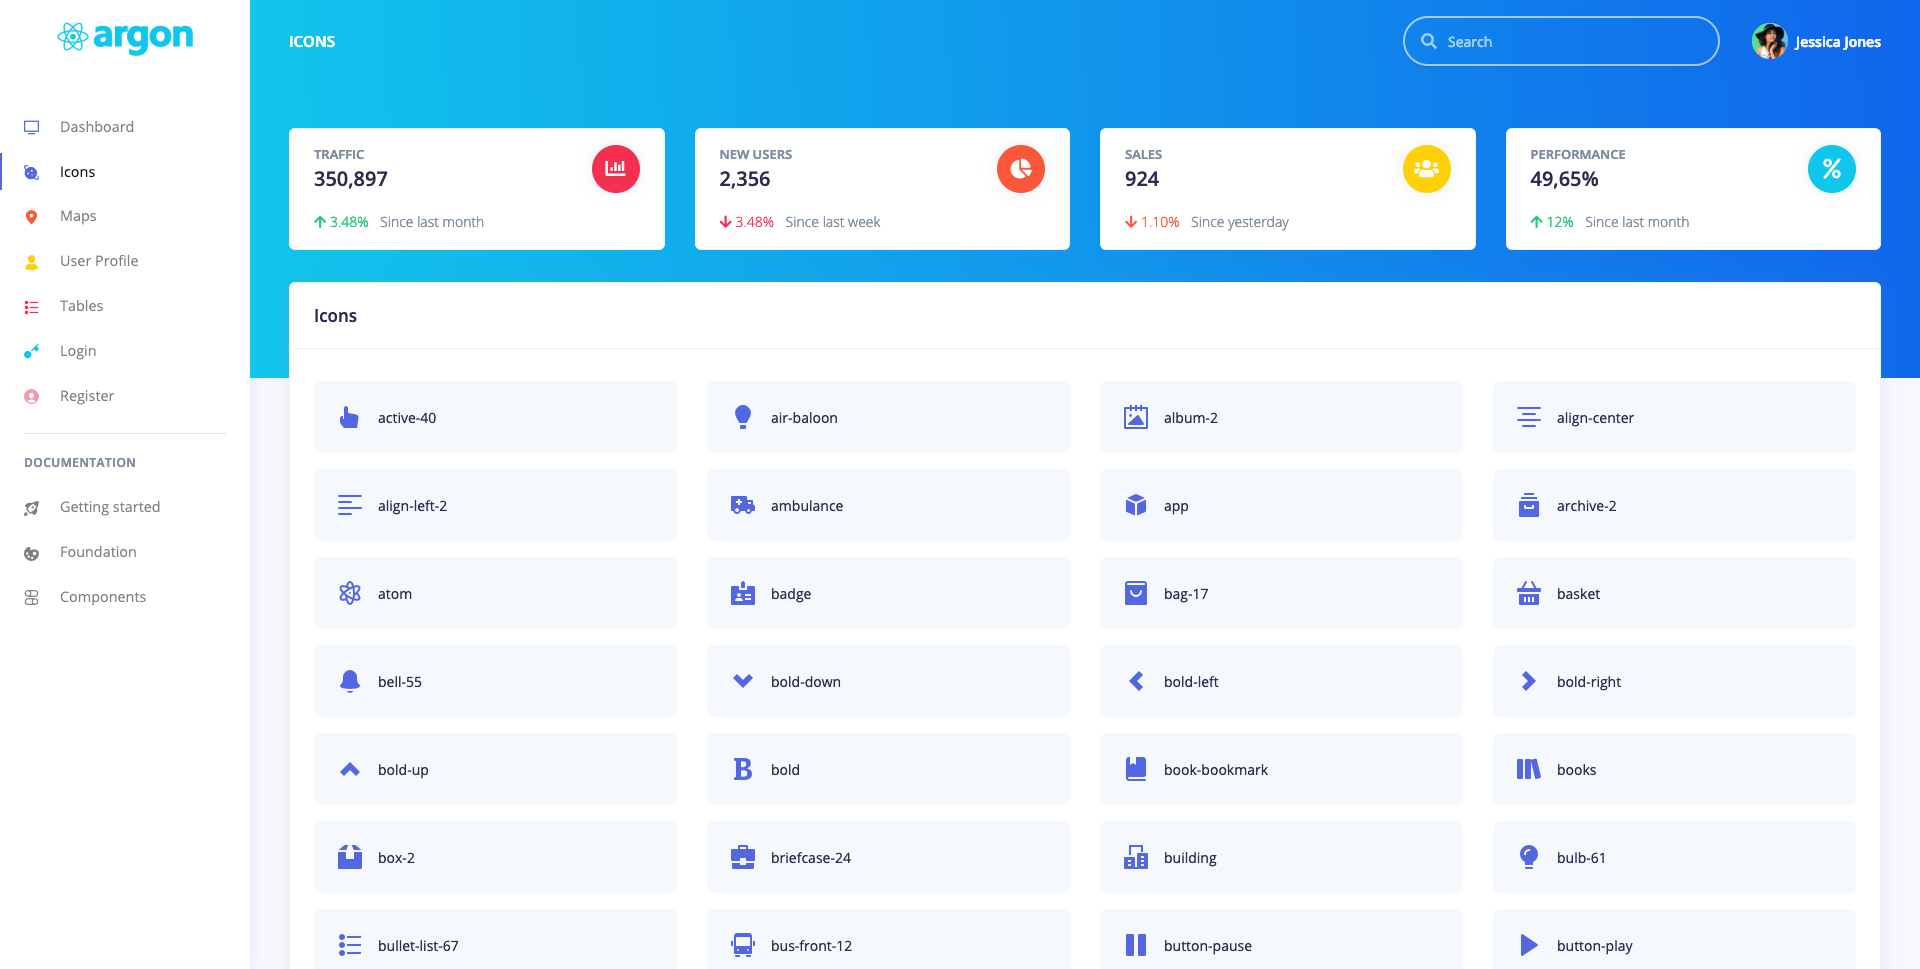 argon
ICONS
Search
Jessica Jones
Dashboard
Icons
Maps
User Profile
Tables
Login
Register
DOCUMENTATION
Getting started
Foundation
Components
TRAFFIC
350,897
3.48% Since last month
NEW USERS
2,356
3.48% Since last week
SALES
924
1.10% Since yesterday
PERFORMANCE
49,65%
12% Since last month
Icons
active-40
air-baloon
album-2
align-center
align-left-2
ambulance
app
archive-2
atom
badge
bag-17
basket
bell-55
bold-down
bold-left
bold-right
bold-up
bold
book-bookmark
books
box-2
briefcase-24
building
bulb-61
bullet-list-67
bus-front-12
button-pause
button-play